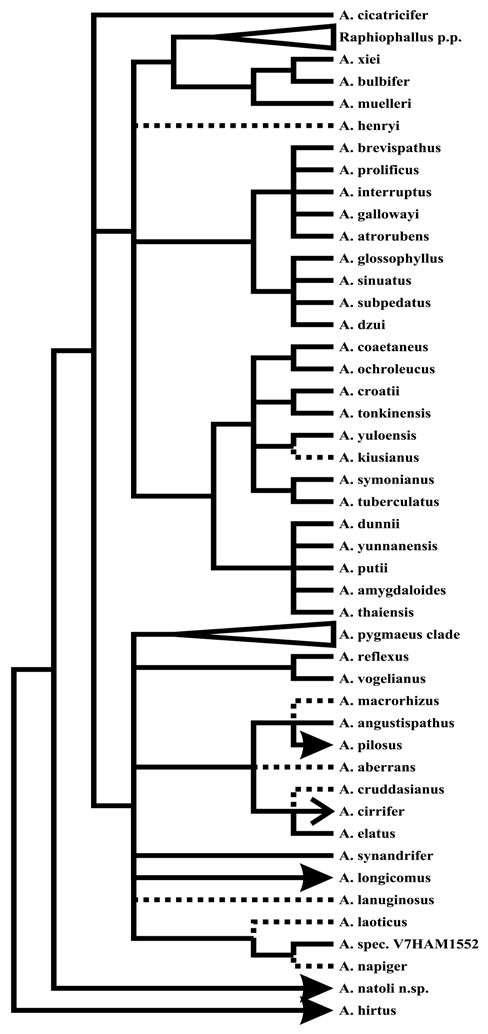 A. cicatricifer
Raphiophallus p.p.
A. xiei
A. bulbifer
A. muelleri
A. henryi
A. brevispathus
A. prolificus
A. interruptus
A. gallowayi
A. atrorubens
A. glossophyllus
A. sinuatus
A. subpedatus
A. dzui
A. coaetaneus
A. ochroleucus
A. croatii
A. tonkinensis
A. yuloensis
A. kiusianus
A. symonianus
A. tuberculatus
A. dunnii
A. yunnanensis
A. putii
A. amygdaloides
A. thaiensis
A. pygmaeus clade
A. reflexus
A. vogelianus
A. macrorhizus
A. angustispathus
A. pilosus
A. aberrans
A. cruddasianus
A. cirrifer
A. elatus
A. synandrifer
A. longicomus
A. lanuginosus
A. laoticus
A. spec. V7HAM1552
A. napiger
A. natoli n.sp.
A. hirtus